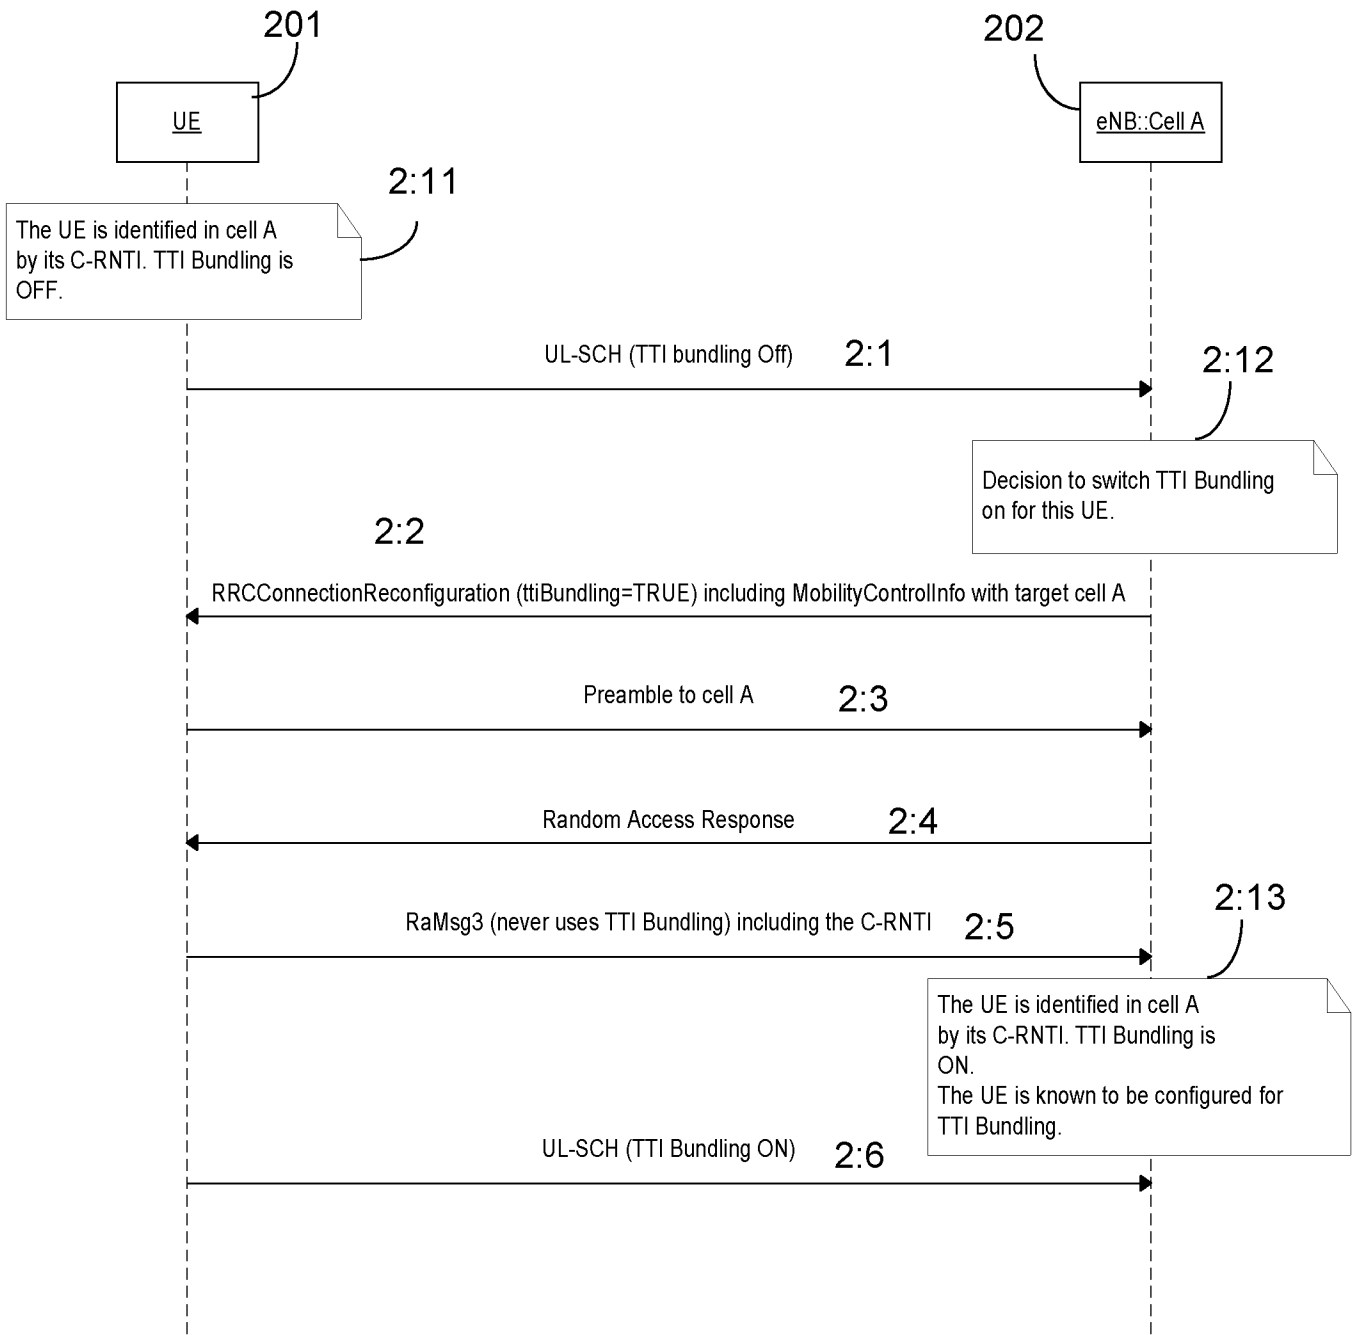 201
202
UE
eNB::Cell A
2:11
The UE is identified in cell A
by its C-RNTI. TTI Bundling is
OFF.
UL-SCH (TTI bundling Off)
2:1
2:12
Decision to switch TTI Bundling
on for this UE.
2:2
RRCConnectionReconfiguration (ttiBundling=TRUE) including MobilityControlInfo with target cell A
Preamble to cell A
2:3
Random Access Response
2:4
2:13
RaMsg3 (never uses TTI Bundling) including the C-RNTI
2:5
The UE is identified in cell A
by its C-RNTI. TTI Bundling is
ON.
The UE is known to be configured for
TTI Bundling.
UL-SCH (TTI Bundling ON)
2:6